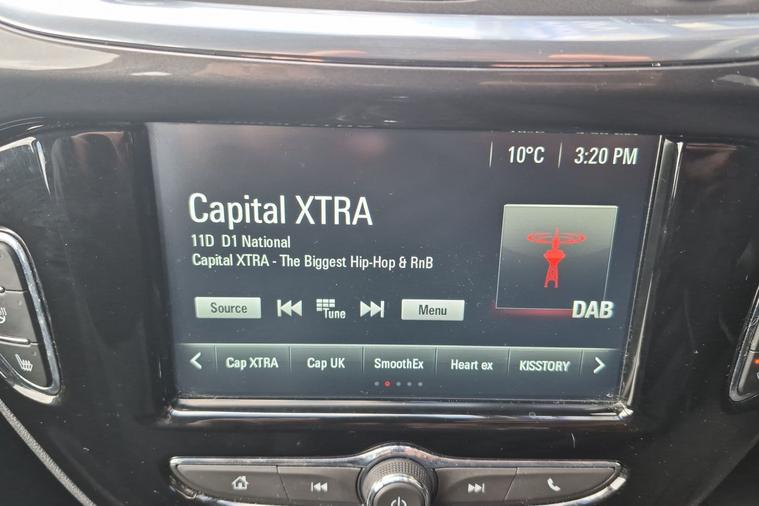 10°C 3:20 PM
Capital XTRA
11D D1 National
Capital XTRA - The Biggest Hip-Hop & RnB
DAB
Source Tune Menu
Cap XTRA Cap UK SmoothEx Heart ex KISSTORY